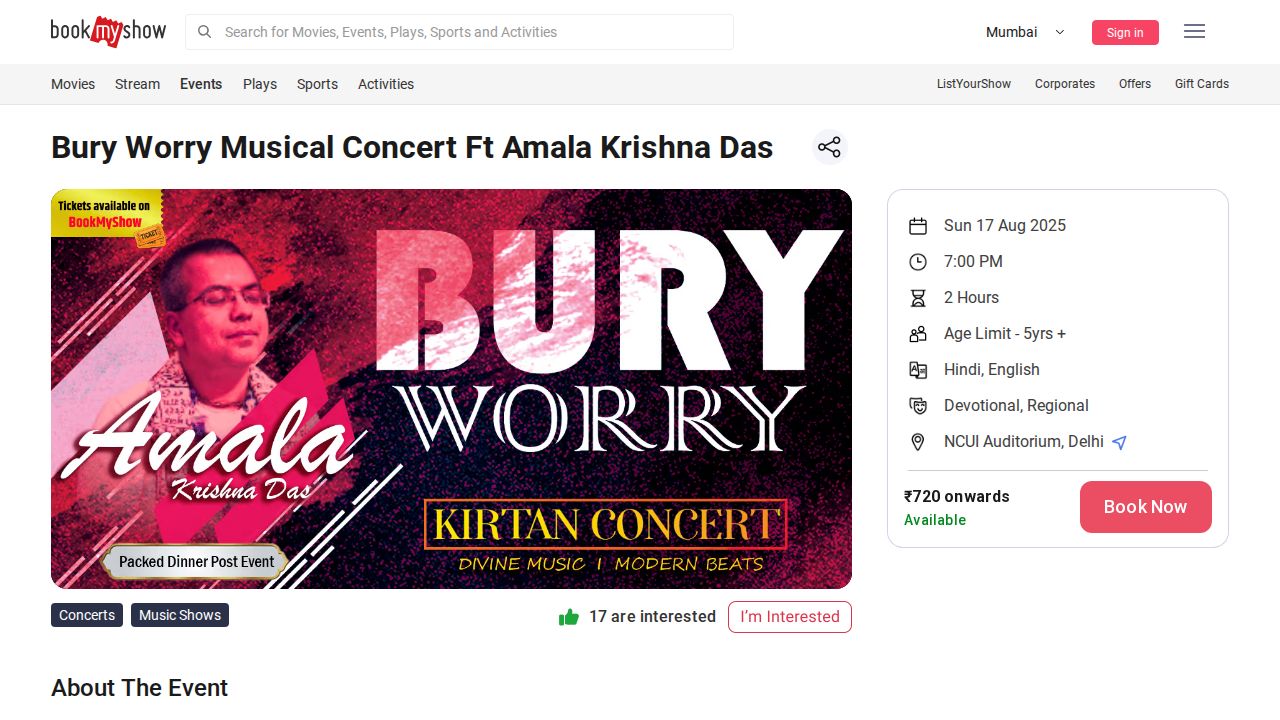 bookmyshow
Search for Movies, Events, Plays, Sports and Activities
Mumbai
Sign in
Movies
Stream
Events
Plays
Sports
Activities
ListYourShow
Corporates
Offers
Gift Cards
Bury Worry Musical Concert Ft Amala Krishna Das
Tickets available on
BookMyShow
TICKET
BURY
WORRY
Amala
Krishna Das
KIRTAN CONCERT
DIVINE MUSIC I MODERN BEATS
Packed Dinner Post Event
Sun 17 Aug 2025
7:00 PM
2 Hours
Age Limit - 5yrs +
Hindi, English
Devotional, Regional
NCUI Auditorium, Delhi
₹720 onwards
Available
Book Now
Concerts
Music Shows
17 are interested
I'm Interested
About The Event